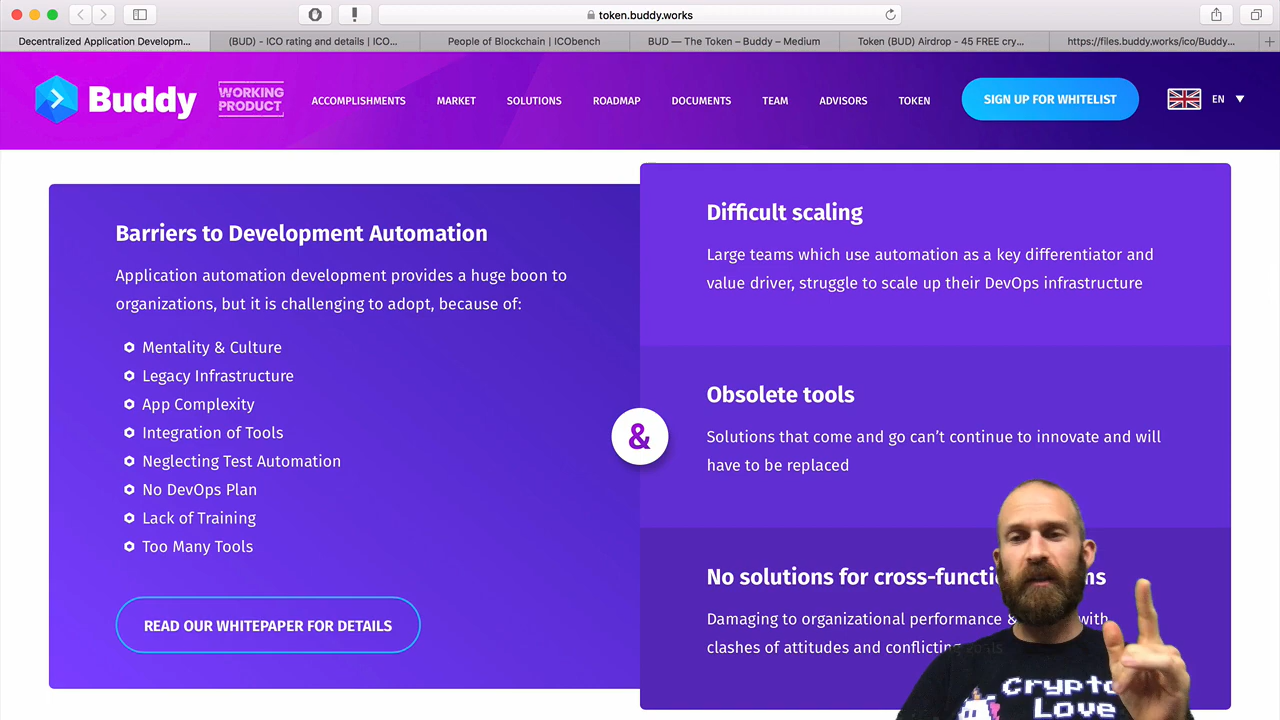 token.buddy.works
Decentralized Application Developm...
(BUD) - ICO rating and details | ICO...
People of Blockchain | ICObench
BUD — The Token – Buddy – Medium
Token (BUD) Airdrop - 45 FREE cry...
https://files.buddy.works/ico/Buddy...
Buddy
WORKING
PRODUCT
ACCOMPLISHMENTS
MARKET
SOLUTIONS
ROADMAP
DOCUMENTS
TEAM
ADVISORS
TOKEN
SIGN UP FOR WHITELIST
EN
Barriers to Development Automation
Application automation development provides a huge boon to
organizations, but it is challenging to adopt, because of:
Mentality & Culture
Legacy Infrastructure
App Complexity
Integration of Tools
Neglecting Test Automation
No DevOps Plan
Lack of Training
Too Many Tools
READ OUR WHITEPAPER FOR DETAILS
&
Difficult scaling
Large teams which use automation as a key differentiator and
value driver, struggle to scale up their DevOps infrastructure
Obsolete tools
Solutions that come and go can't continue to innovate and will
have to be replaced
No solutions for
Damaging to organizational performance & with
clashes of attitudes and conflicting
Crypto
Love